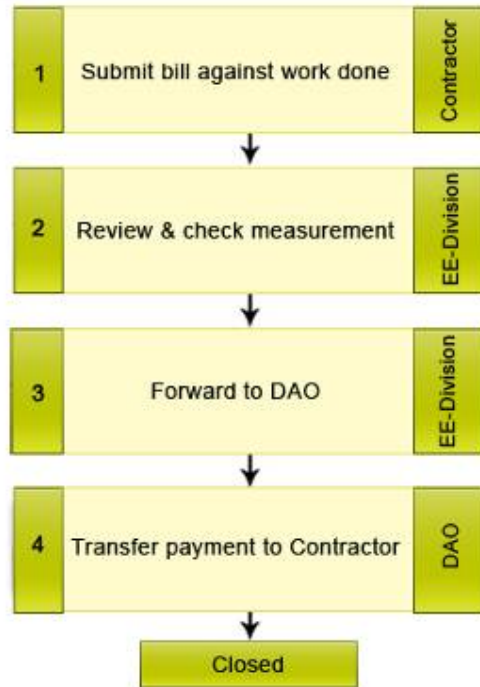 1
Submit bill against work done
Contractor
2
Review & check measurement
EE-Division
3
Forward to DAO
EE-Division
4
Transfer payment to Contractor
DAO
Closed